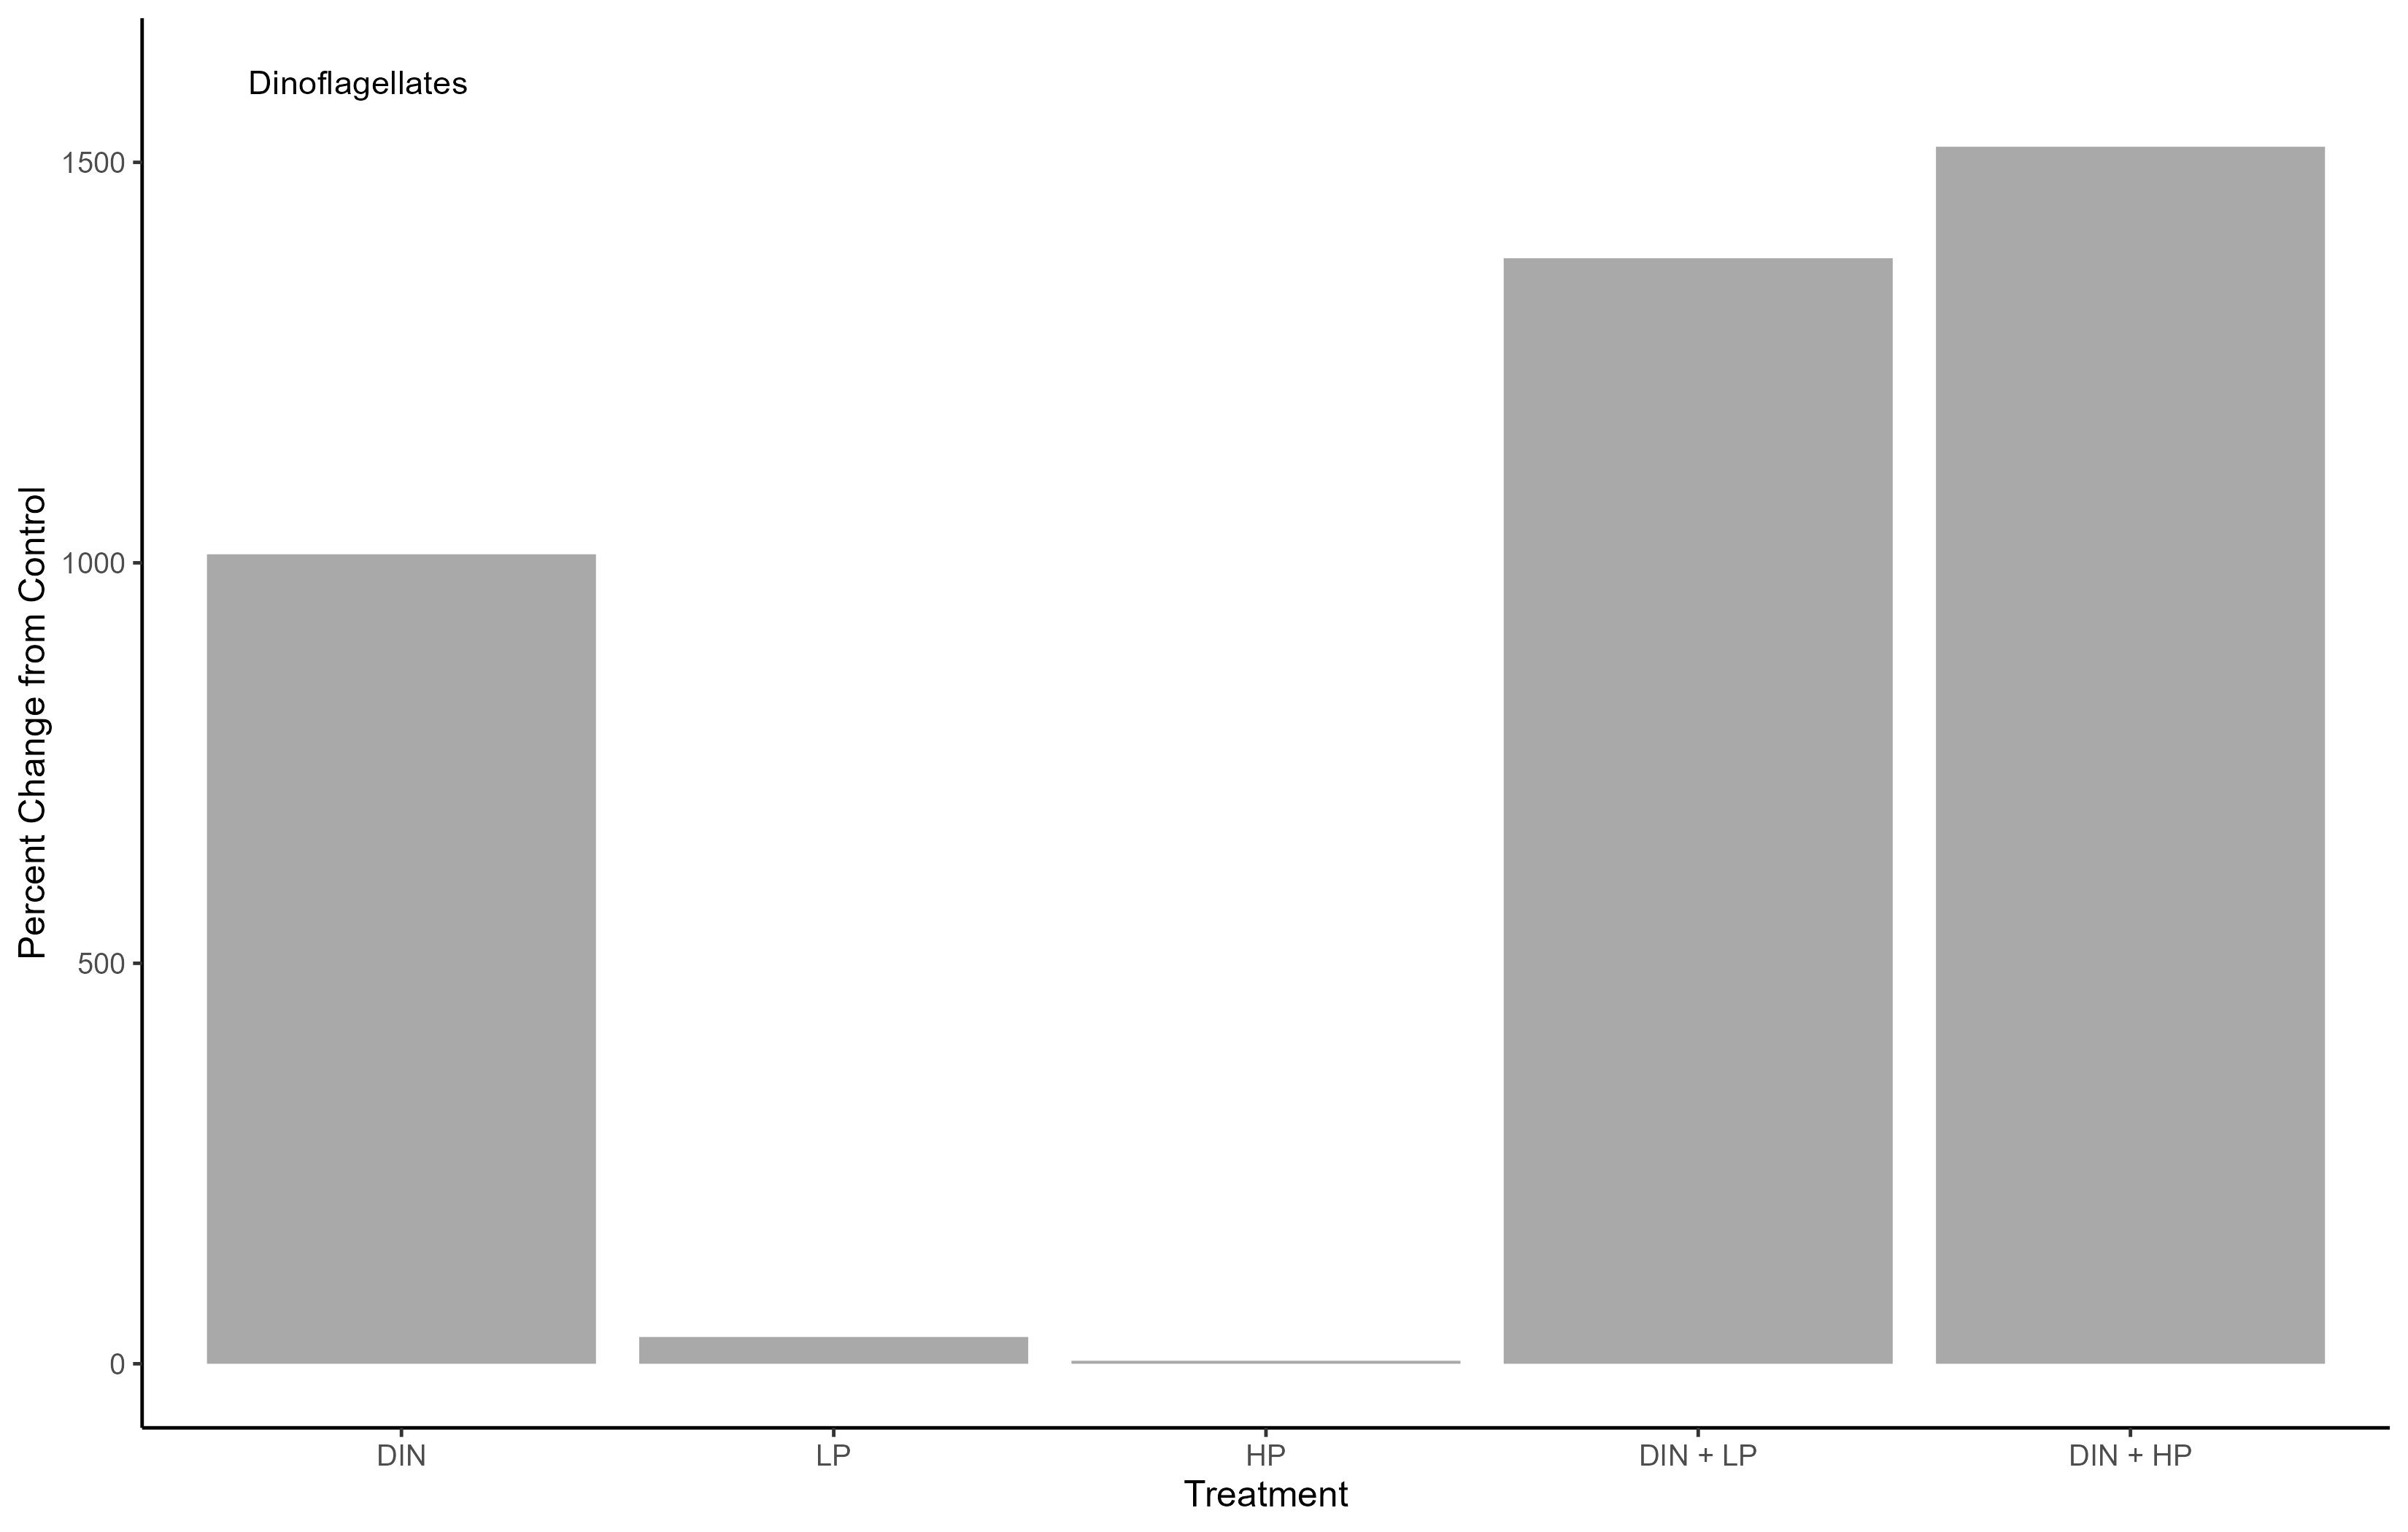 Dinoflagellates
Percent Change from Control
1500
1000
500
0
DIN
LP
HP
DIN + LP
DIN + HP
Treatment